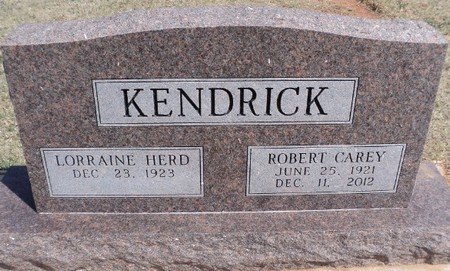 KENDRICK
LORRAINE HERD
DEC. 23, 1923
ROBERT CAREY
JUNE 25, 1921
DEC. 11, 2012